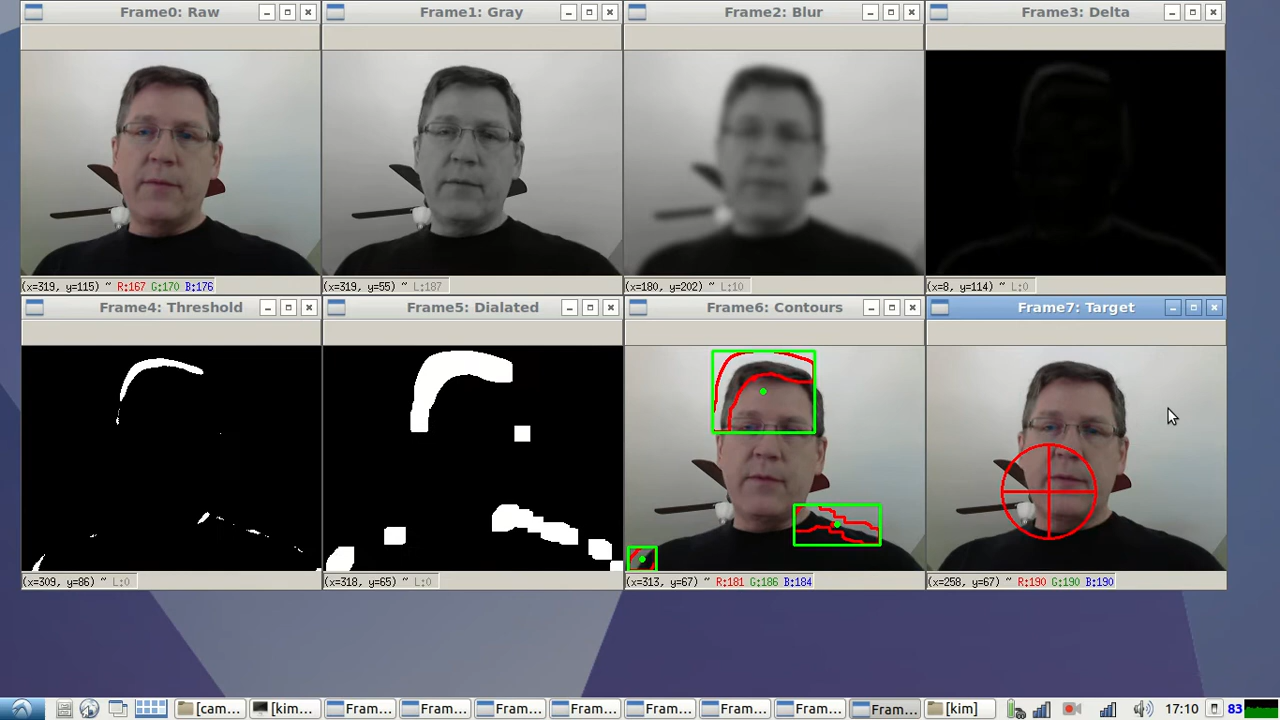 Frame0: Raw
Frame1: Gray
Frame2: Blur
Frame3: Delta
(x=319, y=115) ~ R:167 G:170 B:176
(x=319, y=55) ~ L:187
(x=180, y=202) ~ L:10
(x=8, y=114) ~ L:0
Frame4: Threshold
Frame5: Dialated
Frame6: Contours
Frame7: Target
(x=309, y=86) ~ L:0
(x=318, y=65) ~ L:0
(x=313, y=67) ~ R:181 G:186 B:184
(x=258, y=67) ~ R:190 G:190 B:190
[cam...
[kim...
Fram...
Fram...
Fram...
Fram...
Fram...
Fram...
Fram...
Fram...
[kim]
17:10
83